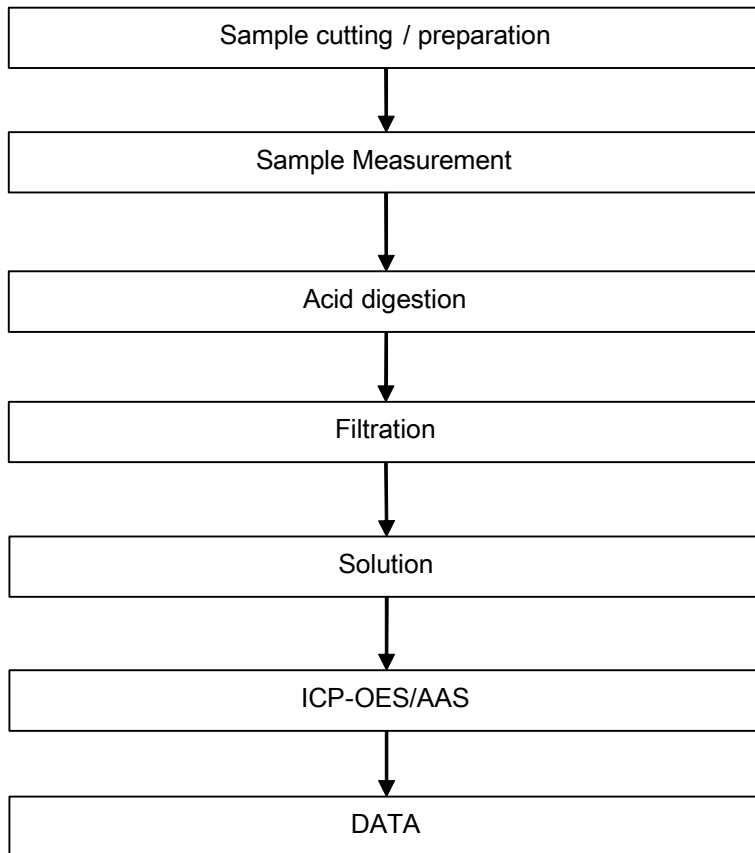 Sample cutting / preparation
Sample Measurement
Acid digestion
Filtration
Solution
ICP-OES/AAS
DATA